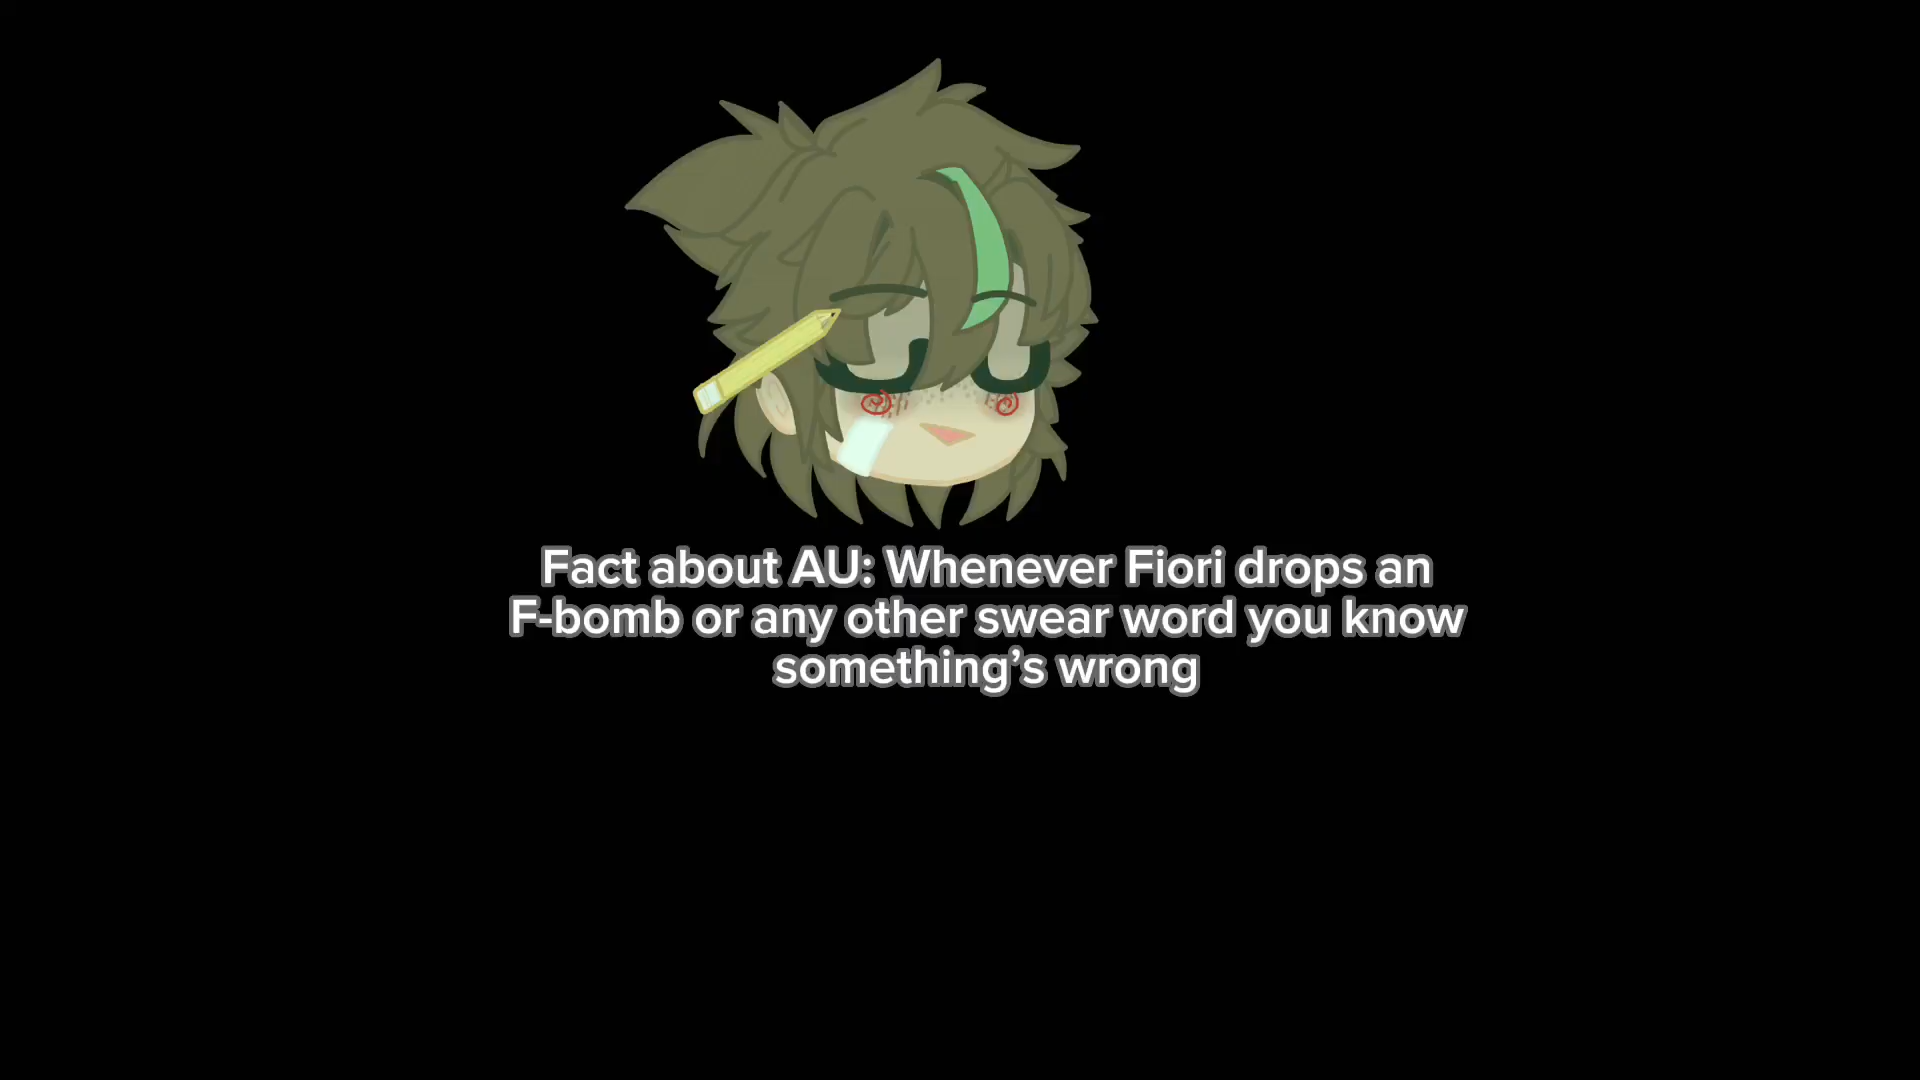 Fact about AU: Whenever Fiori drops an
F-bomb or any other swear word you know
something’s wrong